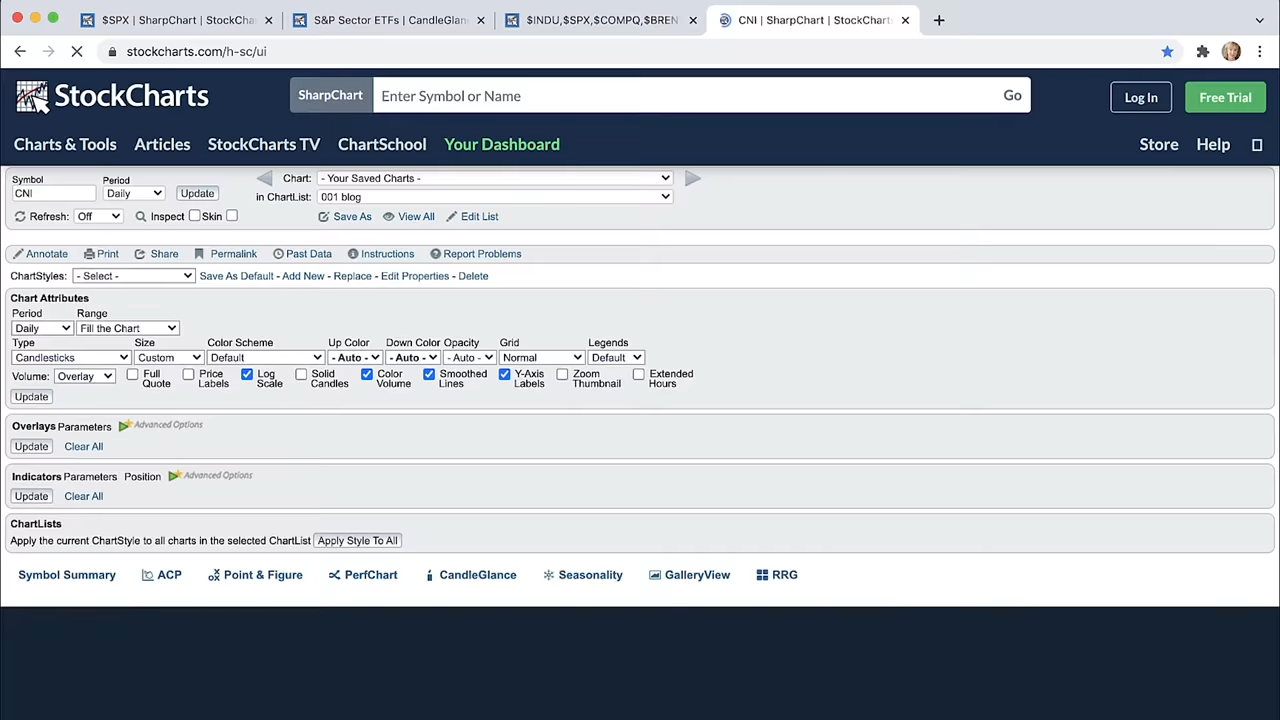 $SPX | SharpChart | StockCha
S&P Sector ETFs | CandleGlan
$INDU,$SPX,$COMPQ,$BREN
CNI | SharpChart | StockCharts
stockcharts.com/h-sc/ui
StockCharts
SharpChart
Enter Symbol or Name
Go
Log In
Free Trial
Charts & Tools
Articles
StockCharts TV
ChartSchool
Your Dashboard
Store
Help
Symbol
Period
Chart:
- Your Saved Charts -
CNI
Daily
Update
in ChartList:
001 blog
Refresh:
Off
Inspect
Skin
Save As
View All
Edit List
Annotate
Print
Share
Permalink
Past Data
Instructions
Report Problems
ChartStyles:
- Select -
Save As Default - Add New - Replace - Edit Properties - Delete
Chart Attributes
Period
Range
Daily
Fill the Chart
Type
Size
Color Scheme
Up Color
Down Color
Opacity
Grid
Legends
Candlesticks
Custom
Default
- Auto -
- Auto -
- Auto -
Normal
Default
Volume:
Overlay
Full Quote
Price Labels
Log Scale
Solid Candles
Color Volume
Smoothed Lines
Y-Axis Labels
Zoom Thumbnail
Extended Hours
Update
Overlays Parameters
Advanced Options
Update
Clear All
Indicators Parameters
Position
Advanced Options
Update
Clear All
ChartLists
Apply the current ChartStyle to all charts in the selected ChartList
Apply Style To All
Symbol Summary
ACP
Point & Figure
PerfChart
CandleGlance
Seasonality
GalleryView
RRG